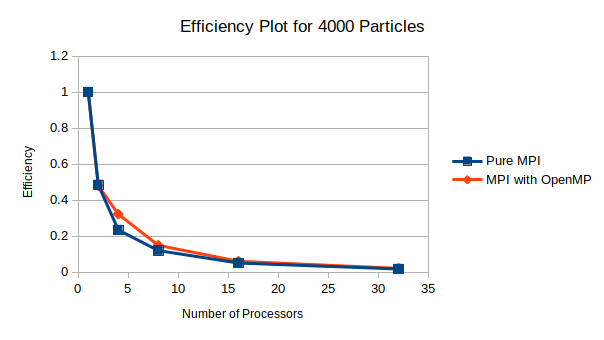 Efficiency Plot for 4000 Particles
1.2
1
0.8
0.6
0.4
0.2
0
0 5 10 15 20 25 30 35
Efficiency
Number of Processors
Pure MPI
MPI with OpenMP